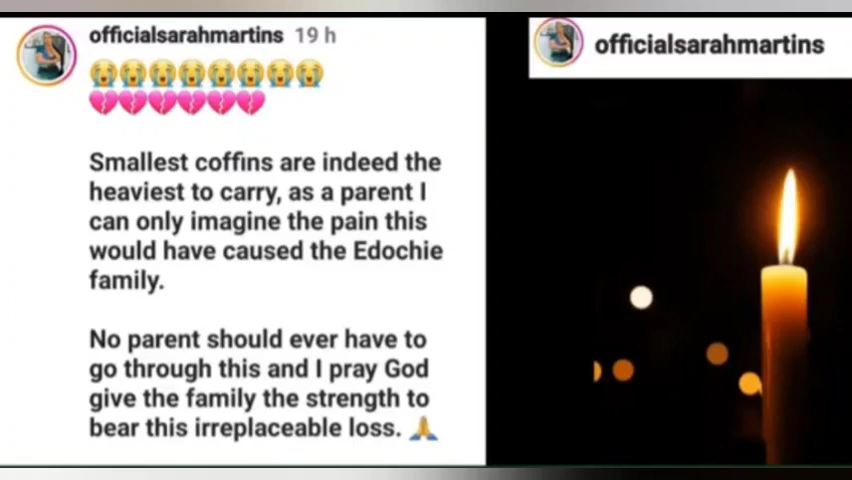 officialsarahmartins 19 h
😭😭😭😭😭😭😭😭
💔💔💔💔💔💔
Smallest coffins are indeed the
heaviest to carry, as a parent I
can only imagine the pain this
would have caused the Edochie
family.
No parent should ever have to
go through this and I pray God
give the family the strength to
bear this irreplaceable loss. 🙏
officialsarahmartins